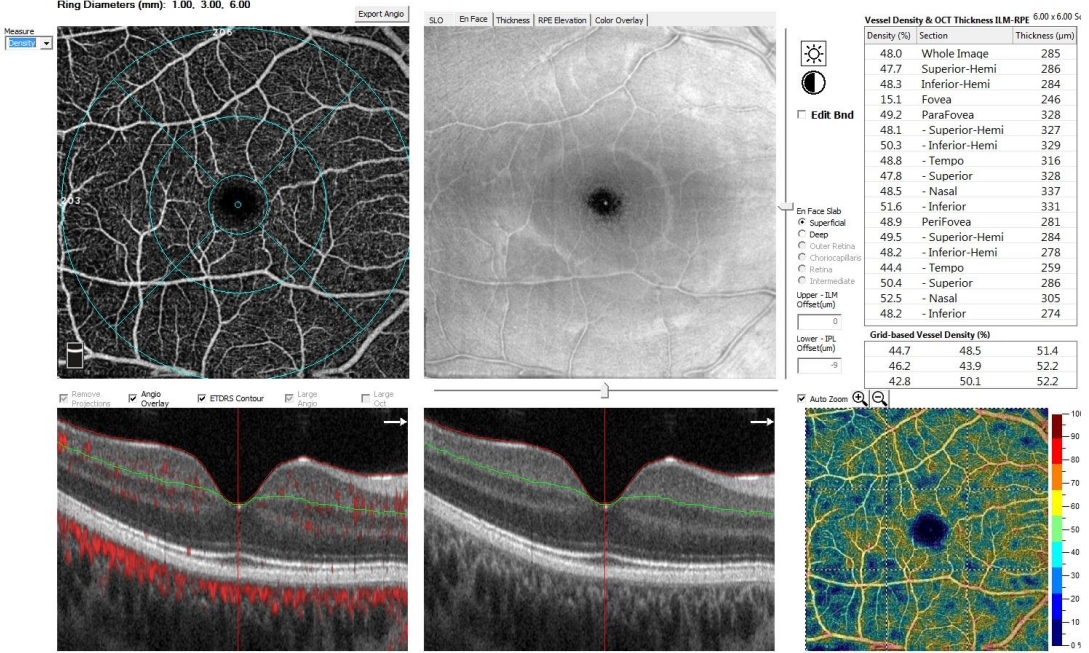 Ring Diameters (mm): 1.00, 3.00, 6.00
Export Angio
Measure
Density
206
203
SLO En Face Thickness RPE Elevation Color Overlay
Edit Bnd
En Face Slab
Superficial
Deep
Outer Retina
Choriocapillaris
Retina
Intermediate
Upper - ILM
Offset(um)
0
Lower - IPL
Offset(um)
-9
Vessel Density & OCT Thickness ILM-RPE 6.00 x 6.00
Density (%) Section Thickness (µm)
48.0 Whole Image 285
47.7 Superior-Hemi 286
48.3 Inferior-Hemi 284
15.1 Fovea 246
49.2 ParaFovea 328
48.1 - Superior-Hemi 327
50.3 - Inferior-Hemi 329
48.8 - Tempo 316
47.8 - Superior 328
48.5 - Nasal 337
51.6 - Inferior 331
48.9 PeriFovea 281
49.5 - Superior-Hemi 284
48.2 - Inferior-Hemi 278
44.4 - Tempo 259
50.4 - Superior 286
52.5 - Nasal 305
48.2 - Inferior 274
Grid-based Vessel Density (%)
44.7 48.5 51.4
46.2 43.9 52.2
42.8 50.1 52.2
Remove Projections
Angio Overlay
ETDRS Contour
Large Angio
Large Oct
Auto Zoom
100
90
80
70
60
50
40
30
20
10
0 %